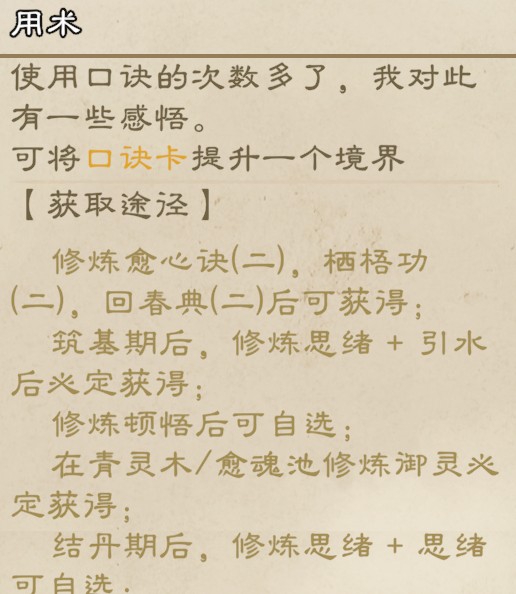 用术
使用口诀的次数多了，我对此
有一些感悟。
可将口诀卡提升一个境界
【获取途径】
修炼愈心诀(二)，栖梧功
(二)，回春典(二)后可获得；
筑基期后，修炼思绪 + 引水
后必定获得；
修炼顿悟后可自选；
在青灵木/愈魂池修炼御灵必
定获得；
结丹期后，修炼思绪 + 思绪
可自选；